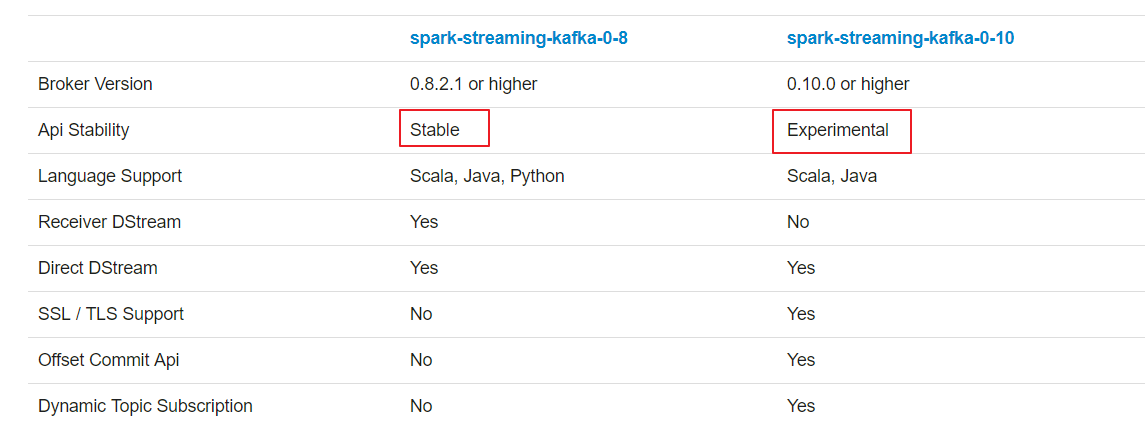 spark-streaming-kafka-0-8 spark-streaming-kafka-0-10
Broker Version 0.8.2.1 or higher 0.10.0 or higher
Api Stability Stable Experimental
Language Support Scala, Java, Python Scala, Java
Receiver DStream Yes No
Direct DStream Yes Yes
SSL / TLS Support No Yes
Offset Commit Api No Yes
Dynamic Topic Subscription No Yes